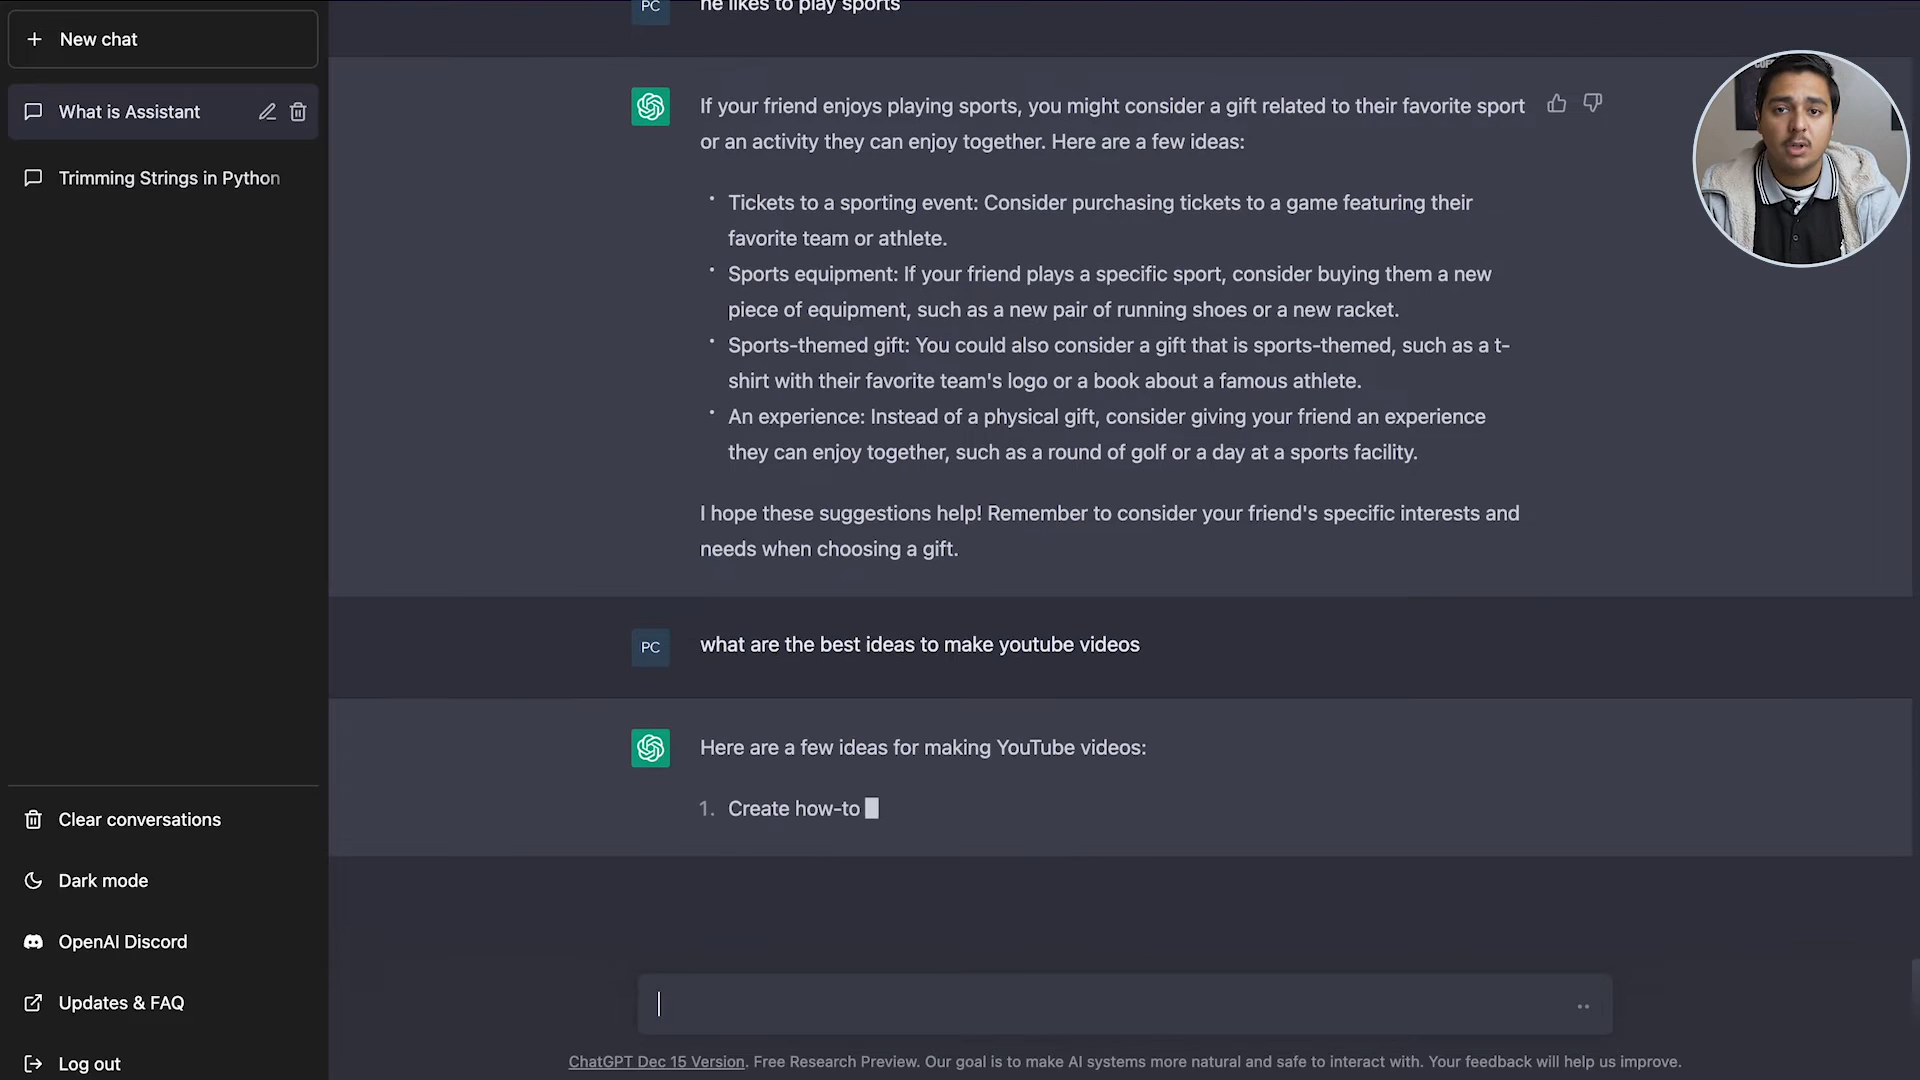 New chat
What is Assistant
Trimming Strings in Python
Clear conversations
Dark mode
OpenAI Discord
Updates & FAQ
Log out
PC
he likes to play sports
If your friend enjoys playing sports, you might consider a gift related to their favorite sport
or an activity they can enjoy together. Here are a few ideas:
• Tickets to a sporting event: Consider purchasing tickets to a game featuring their
favorite team or athlete.
• Sports equipment: If your friend plays a specific sport, consider buying them a new
piece of equipment, such as a new pair of running shoes or a new racket.
• Sports-themed gift: You could also consider a gift that is sports-themed, such as a t-
shirt with their favorite team's logo or a book about a famous athlete.
• An experience: Instead of a physical gift, consider giving your friend an experience
they can enjoy together, such as a round of golf or a day at a sports facility.
I hope these suggestions help! Remember to consider your friend's specific interests and
needs when choosing a gift.
PC
what are the best ideas to make youtube videos
Here are a few ideas for making YouTube videos:
1. Create how-to
ChatGPT Dec 15 Version. Free Research Preview. Our goal is to make AI systems more natural and safe to interact with. Your feedback will help us improve.